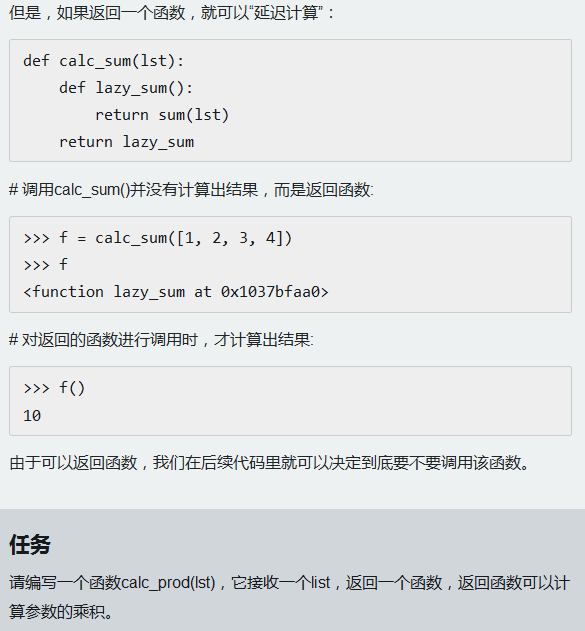 但是，如果返回一个函数，就可以“延迟计算”：
def calc_sum(lst):
    def lazy_sum():
        return sum(lst)
    return lazy_sum
# 调用calc_sum()并没有计算出结果，而是返回函数:
>>> f = calc_sum([1, 2, 3, 4])
>>> f
<function lazy_sum at 0x1037bfaa0>
# 对返回的函数进行调用时，才计算出结果:
>>> f()
10
由于可以返回函数，我们在后续代码里就可以决定到底要不要调用该函数。
任务
请编写一个函数calc_prod(lst)，它接收一个list，返回一个函数，返回函数可以计
算参数的乘积。